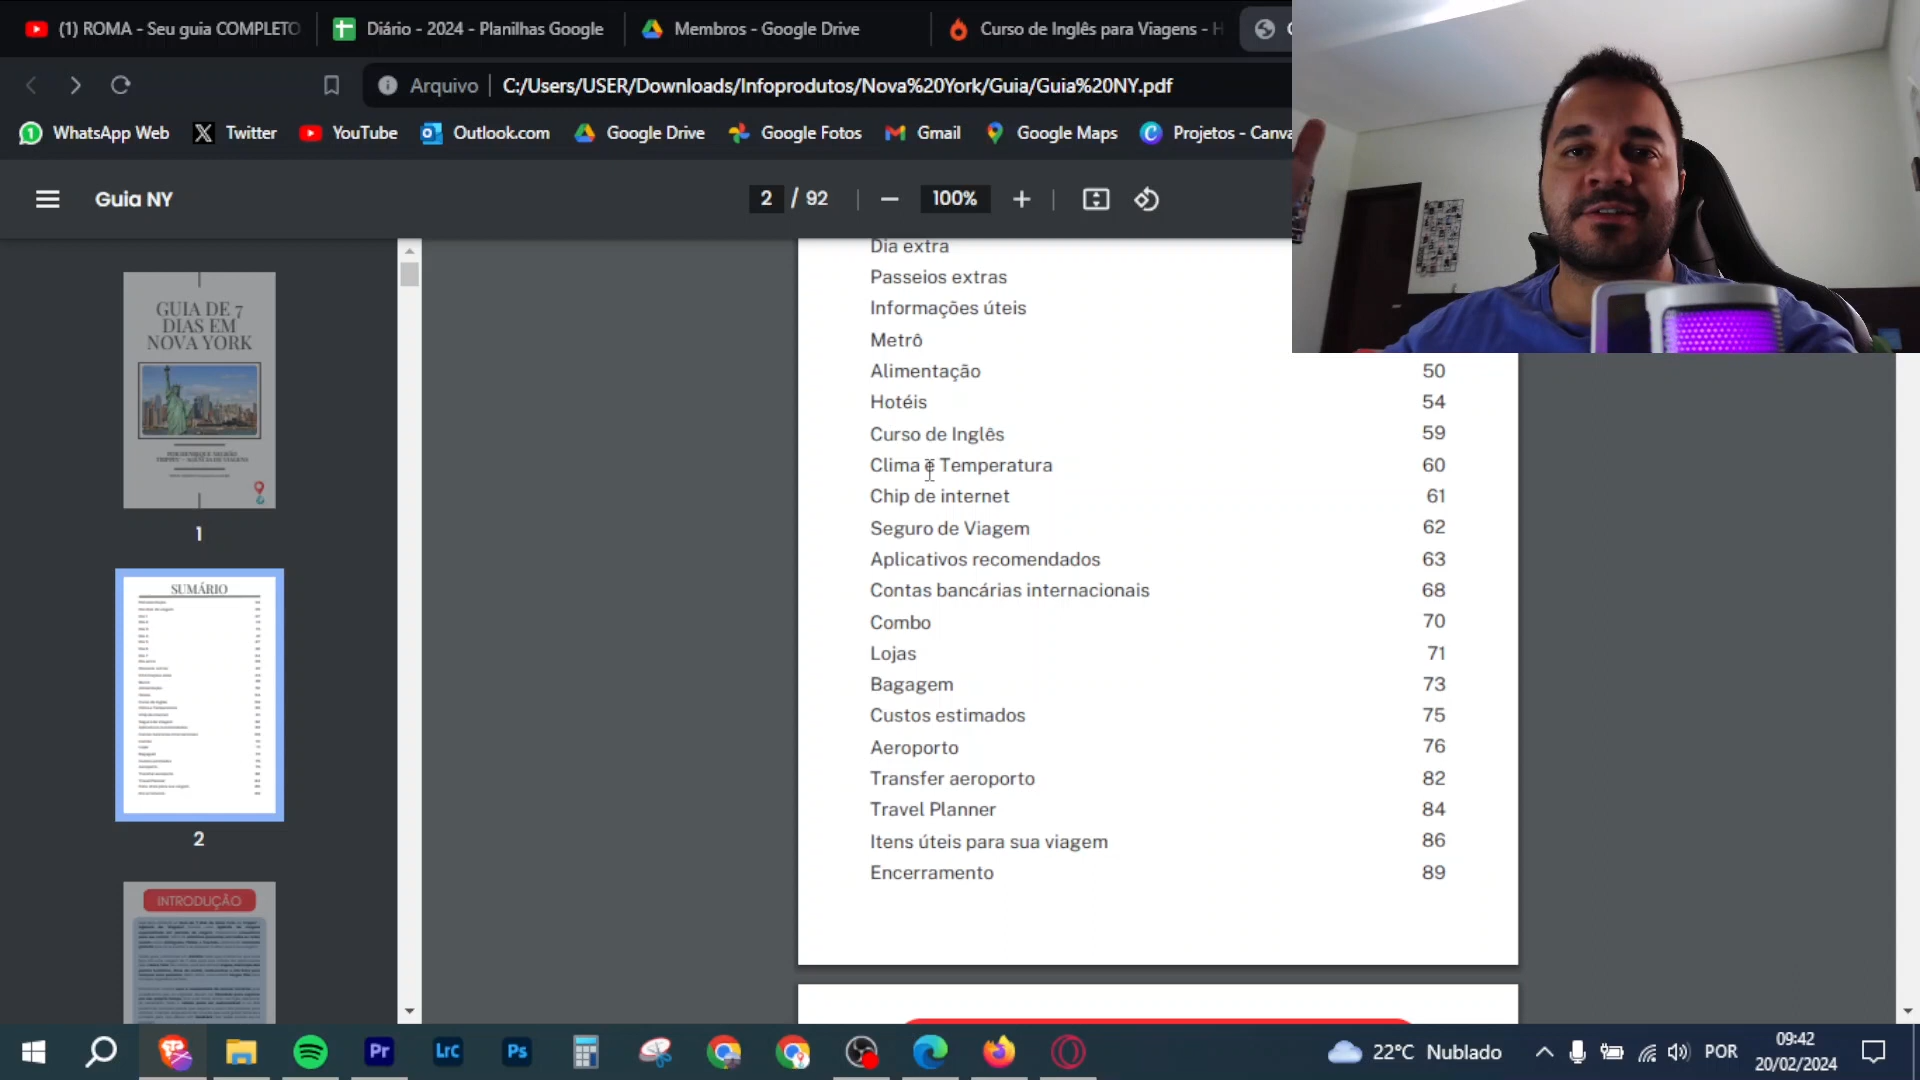 (1) ROMA - Seu guia COMPLETO
Diário - 2024 - Planilhas Google
Membros - Google Drive
Curso de Inglês para Viagens - H
Arquivo
C:/Users/USER/Downloads/Infoprodutos/Nova%20York/Guia/Guia%20NY.pdf
WhatsApp Web
Twitter
YouTube
Outlook.com
Google Drive
Google Fotos
Gmail
Google Maps
Projetos - Canva
Guia NY
2 / 92
100%
GUIA DE 7
DIAS EM
NOVA YORK
1
SUMÁRIO
2
INTRODUÇÃO
Dia extra
Passeios extras
Informações úteis
Metrô
Alimentação 50
Hotéis 54
Curso de Inglês 59
Clima e Temperatura 60
Chip de internet 61
Seguro de Viagem 62
Aplicativos recomendados 63
Contas bancárias internacionais 68
Combo 70
Lojas 71
Bagagem 73
Custos estimados 75
Aeroporto 76
Transfer aeroporto 82
Travel Planner 84
Itens úteis para sua viagem 86
Encerramento 89
Pr
LrC
Ps
22°C Nublado
POR
09:42
20/02/2024